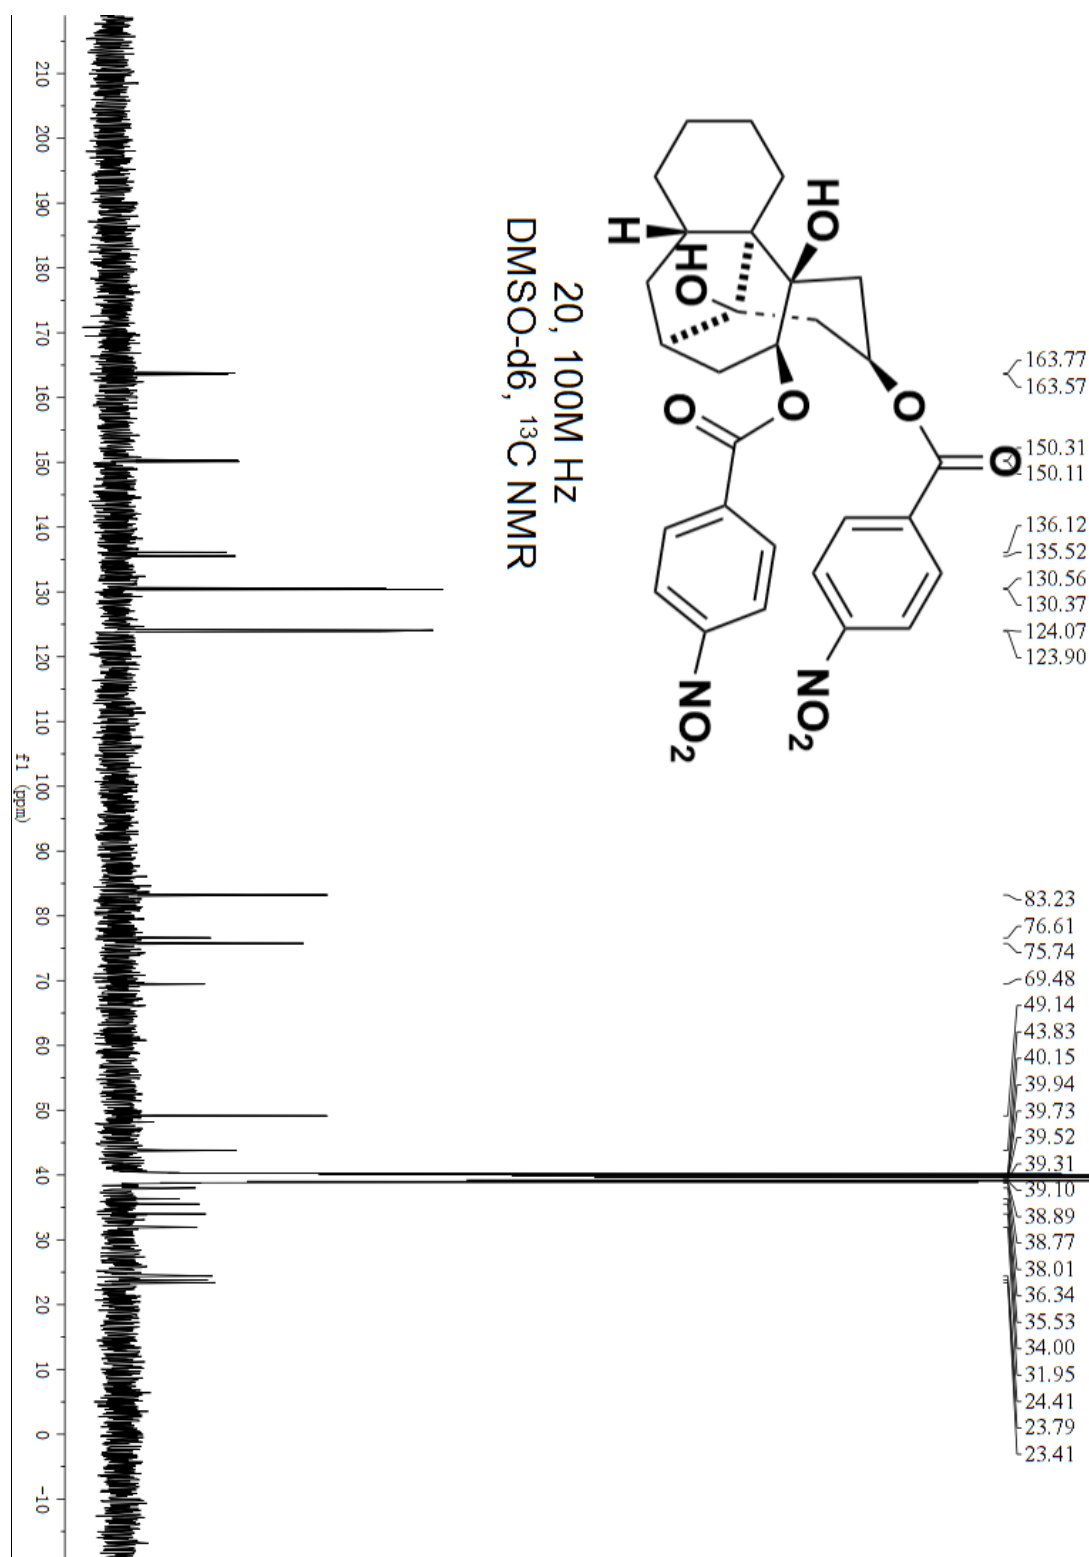 HO
H
HO
O
O
O
O
NO2
NO2
20, 100M Hz
DMSO-d6, 13C NMR
163.77
163.57
150.31
150.11
136.12
135.52
130.56
130.37
124.07
123.90
83.23
76.61
75.74
69.48
49.14
43.83
40.15
39.94
39.73
39.52
39.31
39.10
38.89
38.77
38.01
36.34
35.53
34.00
31.95
24.41
23.79
23.41
210 200 190 180 170 160 150 140 130 120 110 100 90 80 70 60 50 40 30 20 10 0 -10
f1 (ppm)